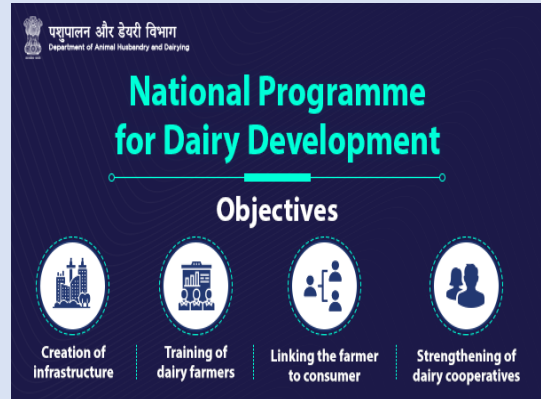 पशुपालन और डेयरी विभाग
Department of Animal Husbandry and Dairying
National Programme
for Dairy Development
Objectives
Creation of
infrastructure
Training of
dairy farmers
Linking the farmer
to consumer
Strengthening of
dairy cooperatives